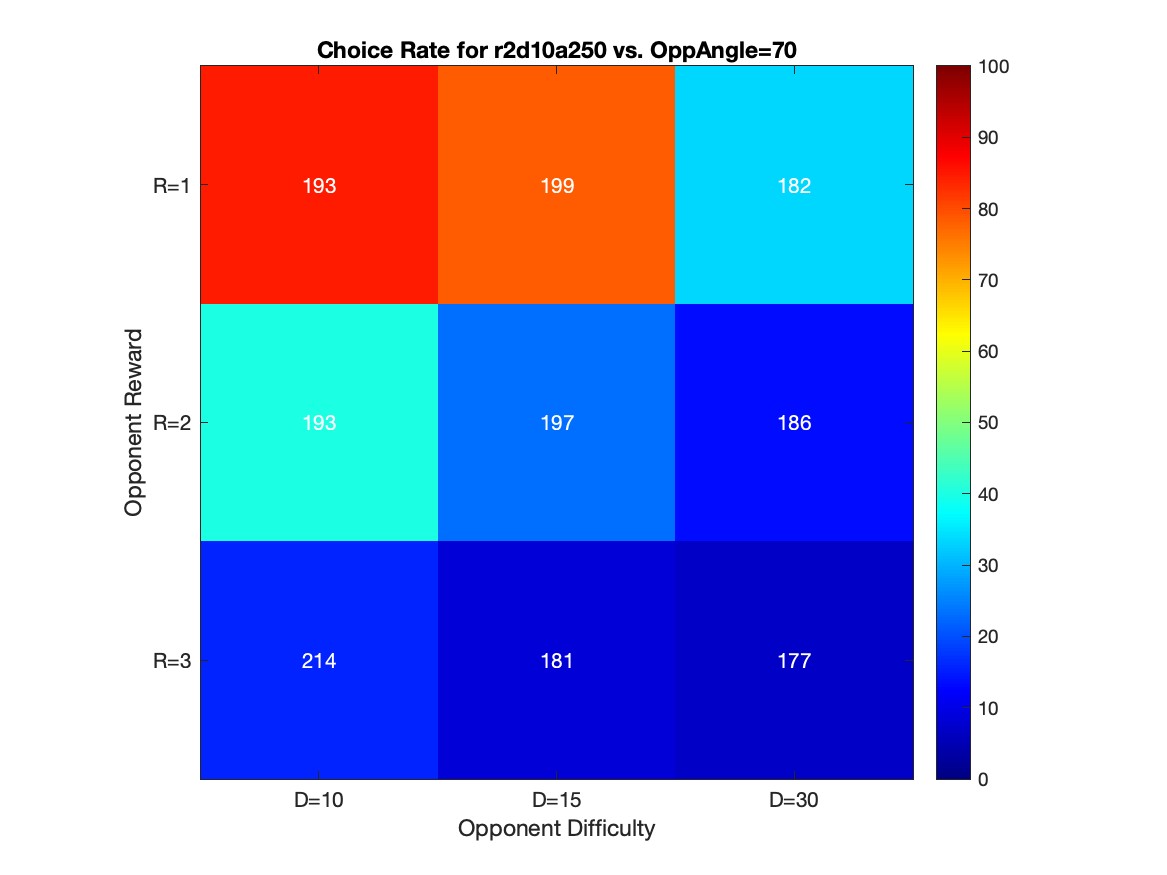 Choice Rate for r2d10a250 vs. OppAngle=70
Opponent Reward
R=1
R=2
R=3
193
199
182
193
197
186
214
181
177
D=10
D=15
D=30
Opponent Difficulty
100
90
80
70
60
50
40
30
20
10
0